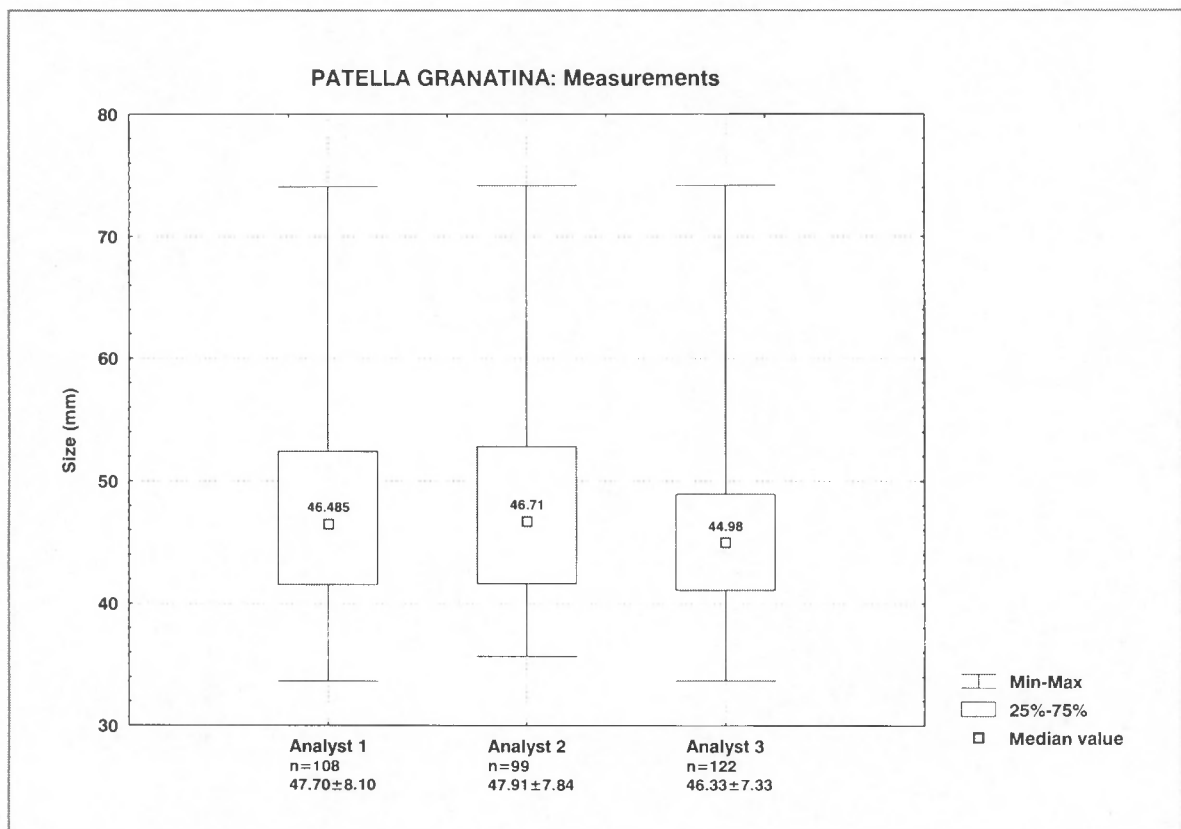 PATELLA GRANATINA: Measurements
80
70
60
50
40
30
Size (mm)
46.485
46.71
44.98
Analyst 1
n=108
47.70±8.10
Analyst 2
n=99
47.91±7.84
Analyst 3
n=122
46.33±7.33
Min-Max
25%-75%
Median value